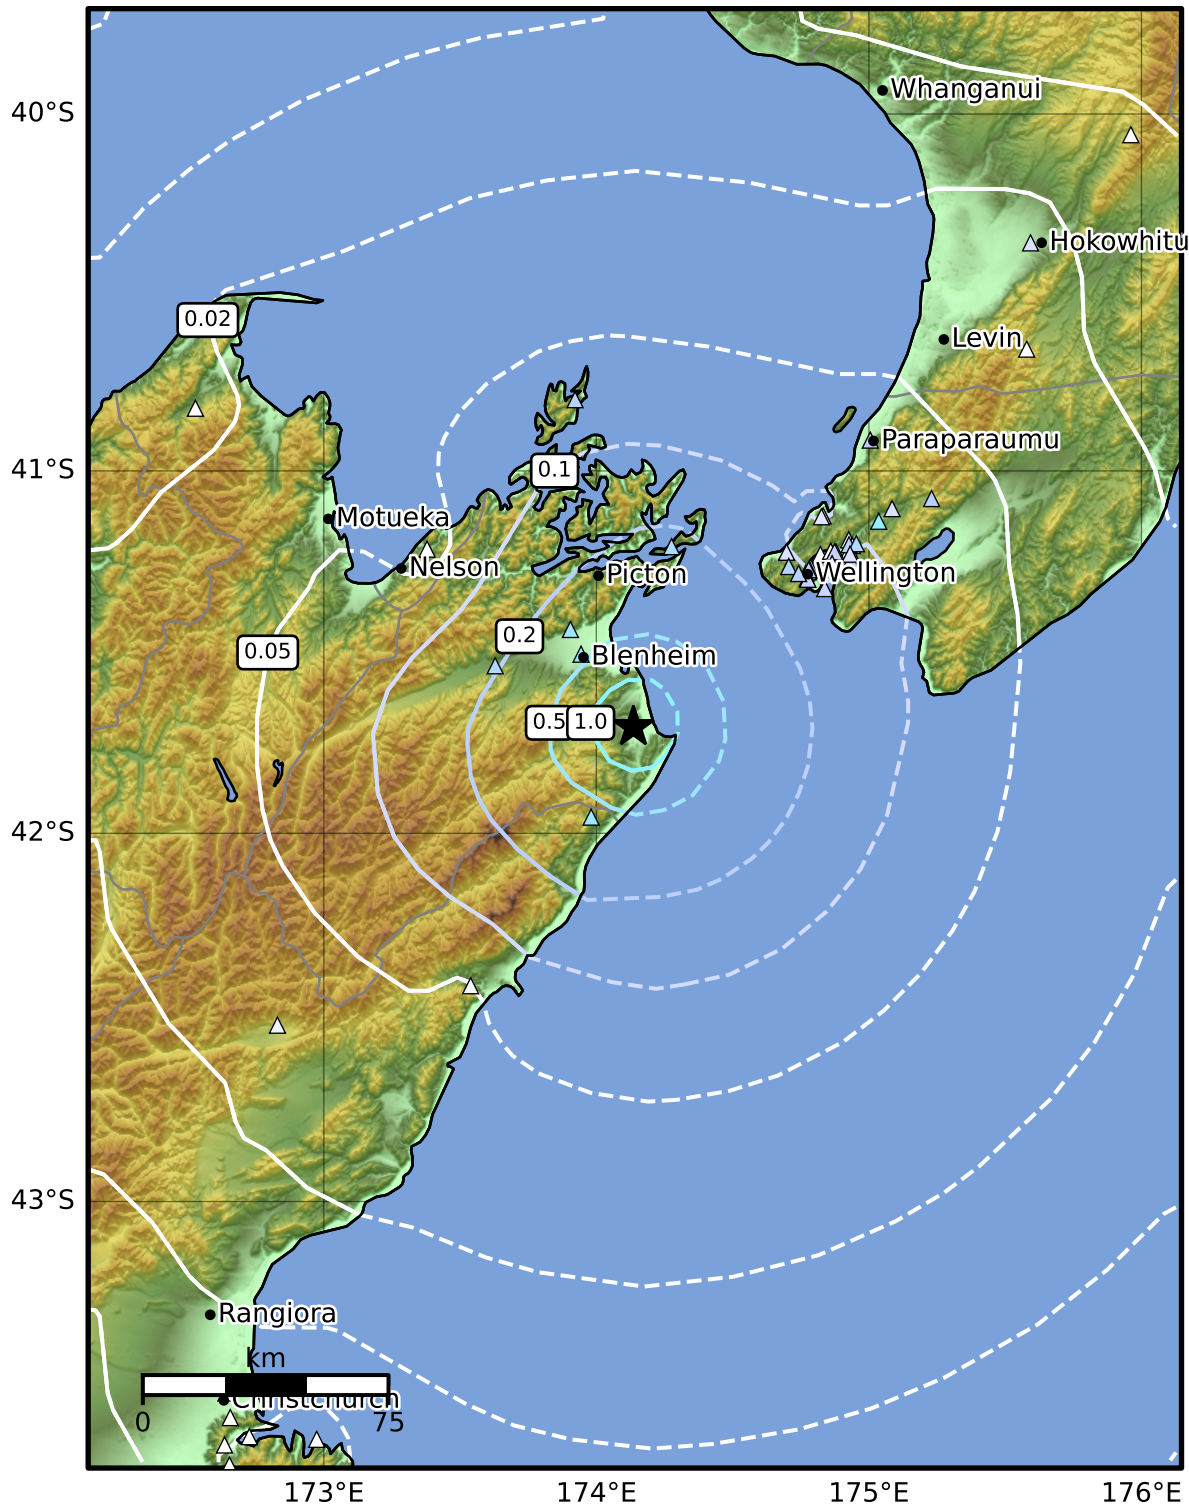 Whanganui
40°S
Hokowhitu
0.02
Levin
Paraparaumu
41°S
0.1
Motueka
Nelson
Picton
Wellington
0.2
0.05
Blenheim
0.5
1.0
42°S
43°S
Rangiora
km
Christchurch
0
75
173°E
174°E
175°E
176°E